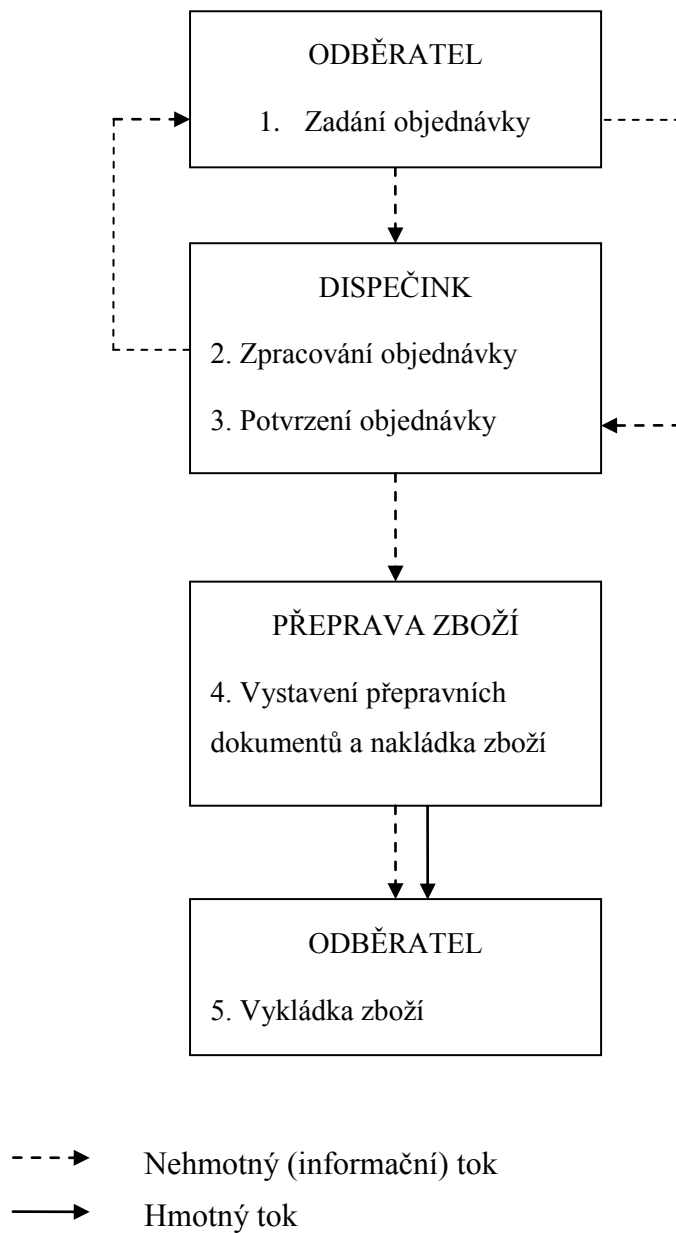 ODBĚRATEL
1. Zadání objednávky
DISPEČINK
2. Zpracování objednávky
3. Potvrzení objednávky
PŘEPRAVA ZBOŽÍ
4. Vystavení přepravních
dokumentů a nakládka zboží
ODBĚRATEL
5. Vykládka zboží
Nehmotný (informační) tok
Hmotný tok